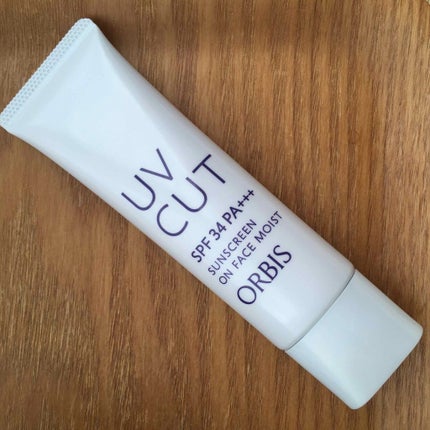 UV
CUT
SPF 34 PA+++
SUNSCREEN
ON FACE MOIST
ORBIS